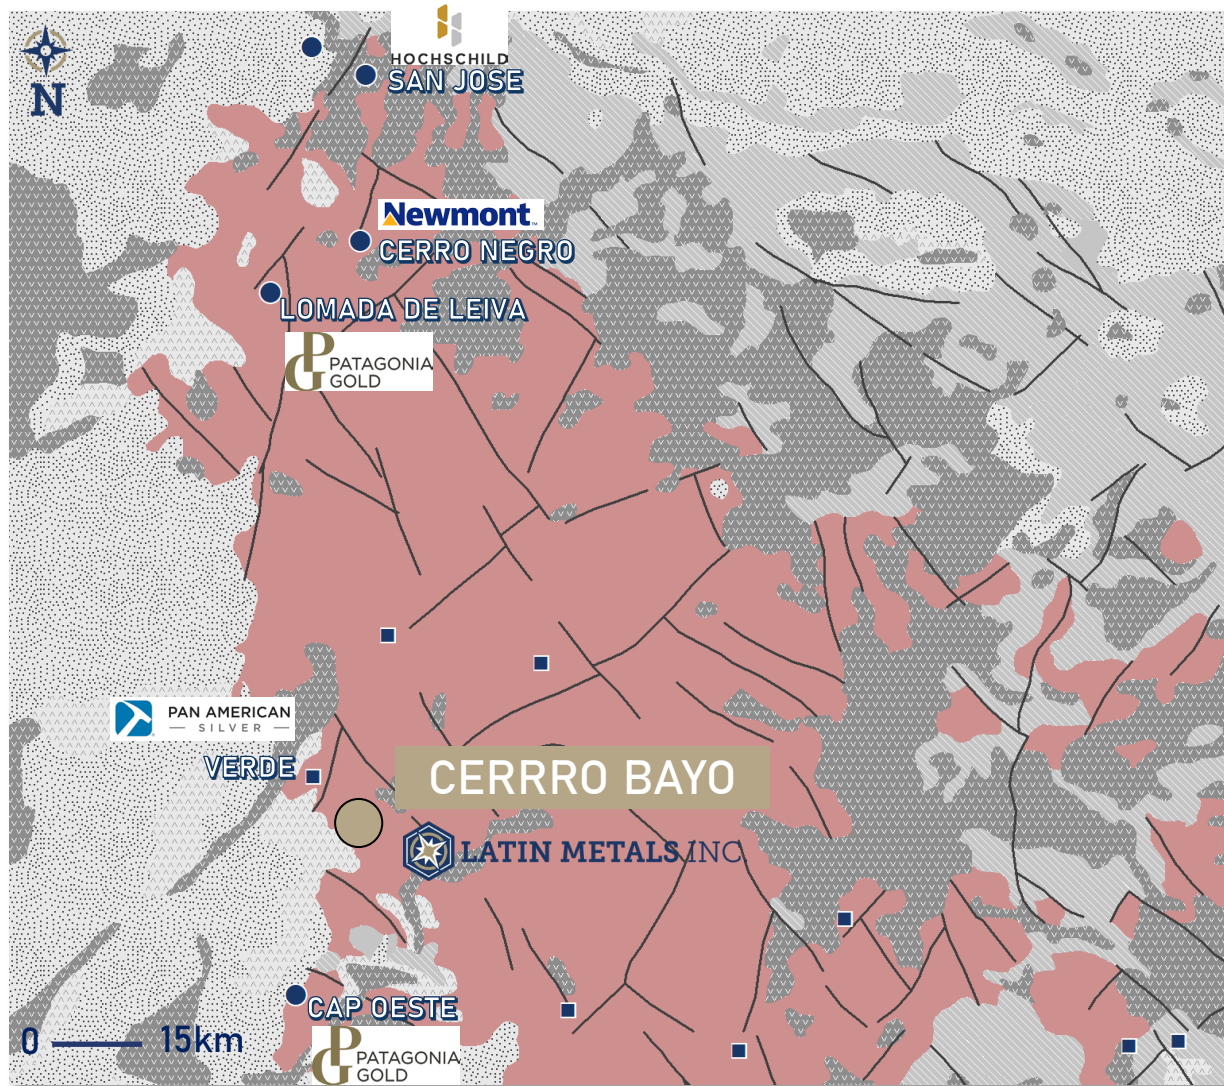 N
HOCHSCHILD
SAN JOSE
Newmont™
CERRO NEGRO
LOMADA DE LEIVA
PATAGONIA
GOLD
PAN AMERICAN
— SILVER —
VERDE
CERRRO BAYO
LATIN METALS INC.
CAP OESTE
0 15km
PATAGONIA
GOLD